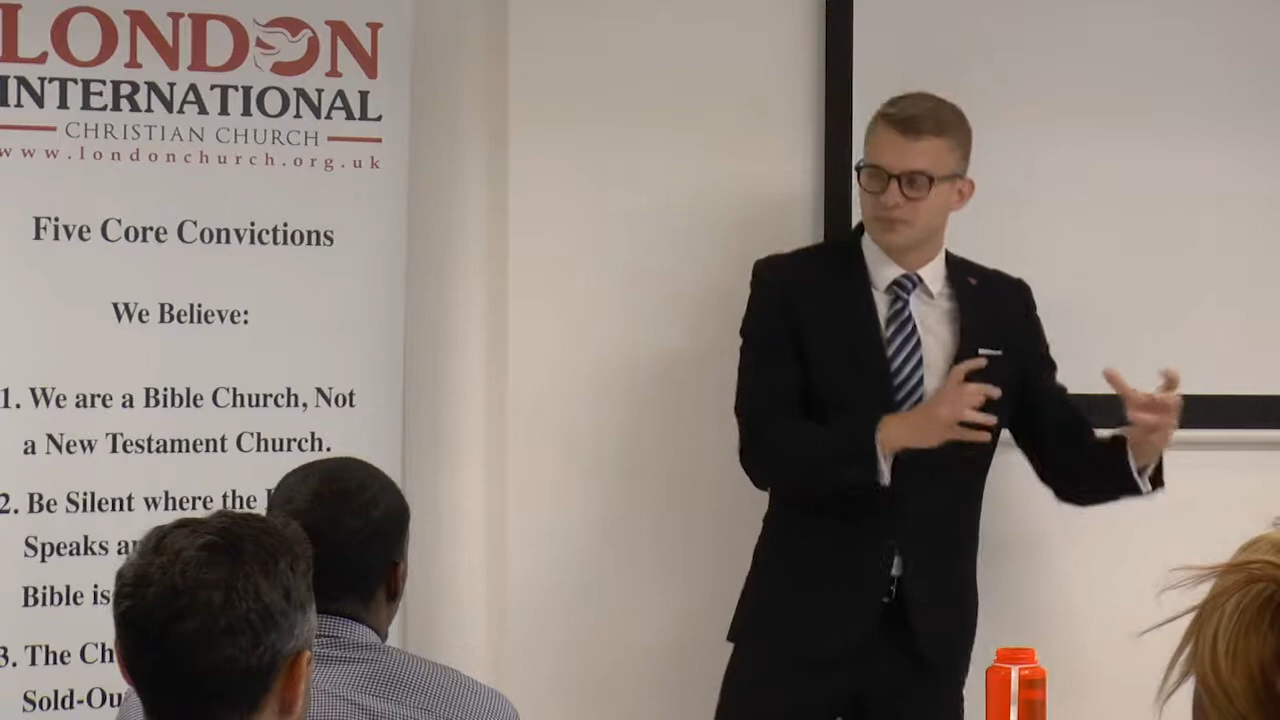 LONDON
INTERNATIONAL
CHRISTIAN CHURCH
www.londonchurch.org.uk
Five Core Convictions
We Believe:
1. We are a Bible Church, Not
a New Testament Church.
2. Be Silent where the
Speaks
Bible is
3. The
Sold-Ou